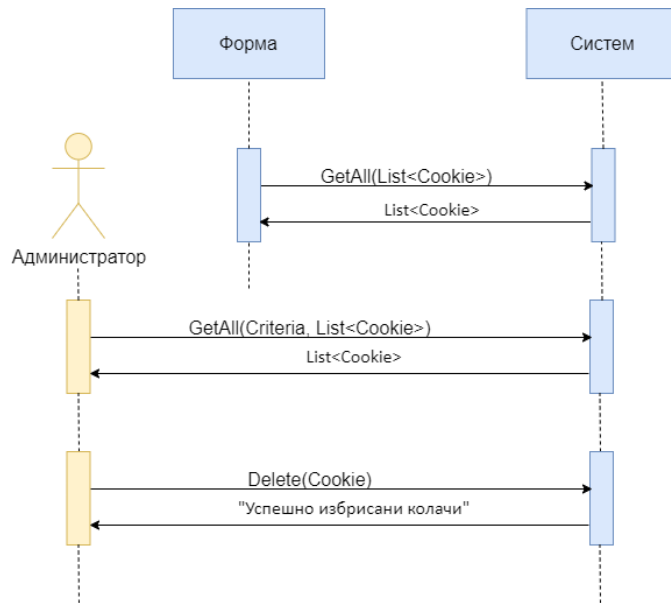 Форма
Систем
GetAll(List<Cookie>)
List<Cookie>
Администратор
GetAll(Criteria, List<Cookie>)
List<Cookie>
Delete(Cookie)
"Успешно избрисани колачи"